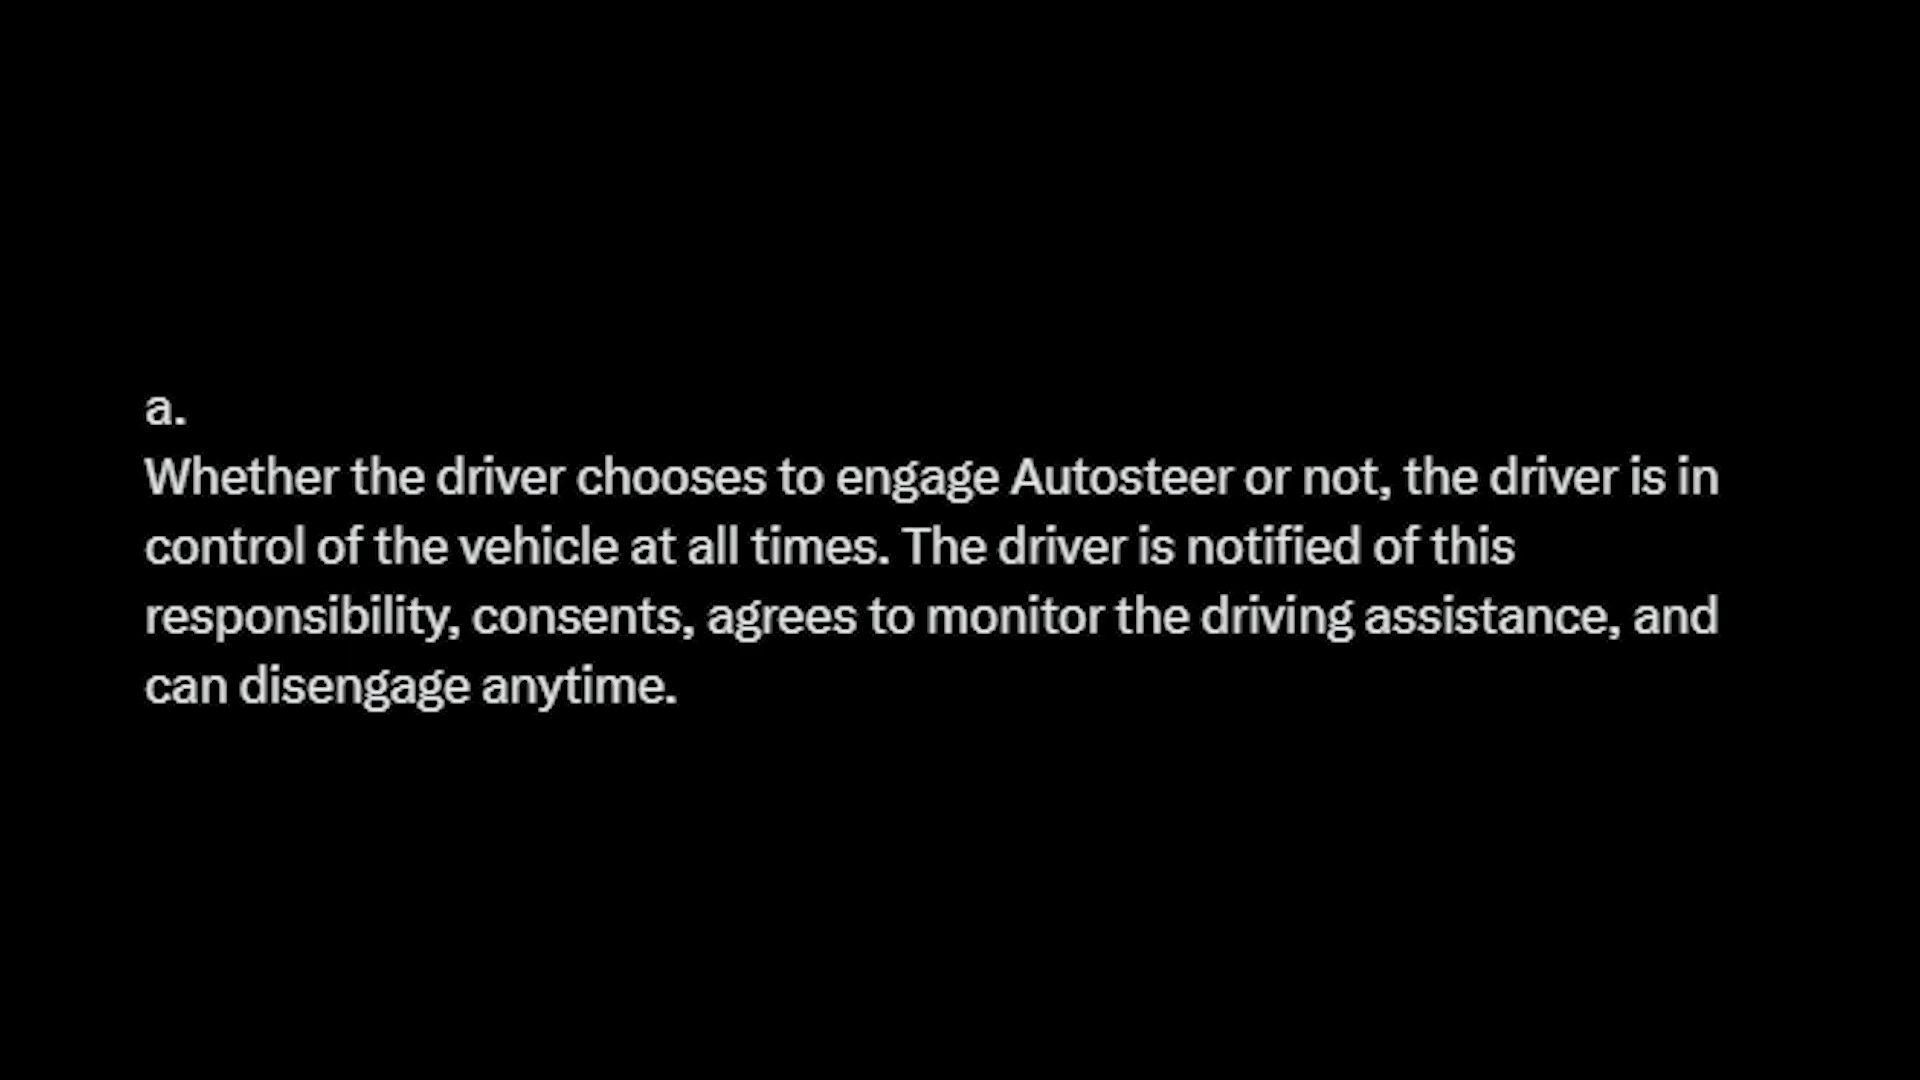 a.
Whether the driver chooses to engage Autosteer or not, the driver is in
control of the vehicle at all times. The driver is notified of this
responsibility, consents, agrees to monitor the driving assistance, and
can disengage anytime.